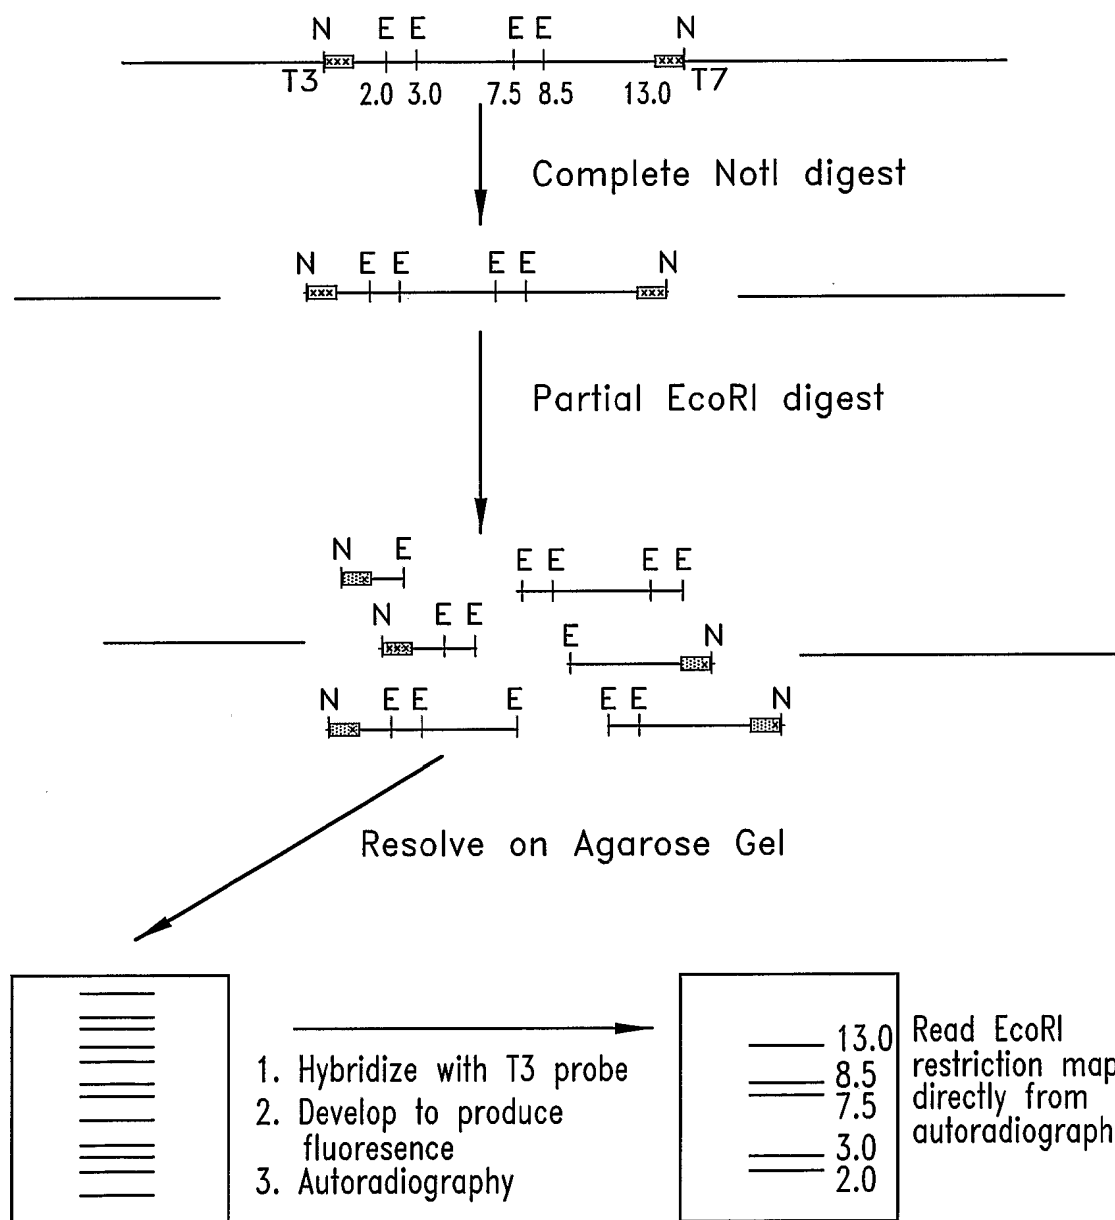 N E E E E N
T3 T7
2.0 3.0 7.5 8.5 13.0
Complete NotI digest
N E E E E N
Partial EcoRI digest
N E E E E E
N E E E N
N E E E E E N
Resolve on Agarose Gel
1. Hybridize with T3 probe
2. Develop to produce
fluoresence
3. Autoradiography
13.0
8.5
7.5
3.0
2.0
Read EcoRI
restriction map
directly from
autoradiograph